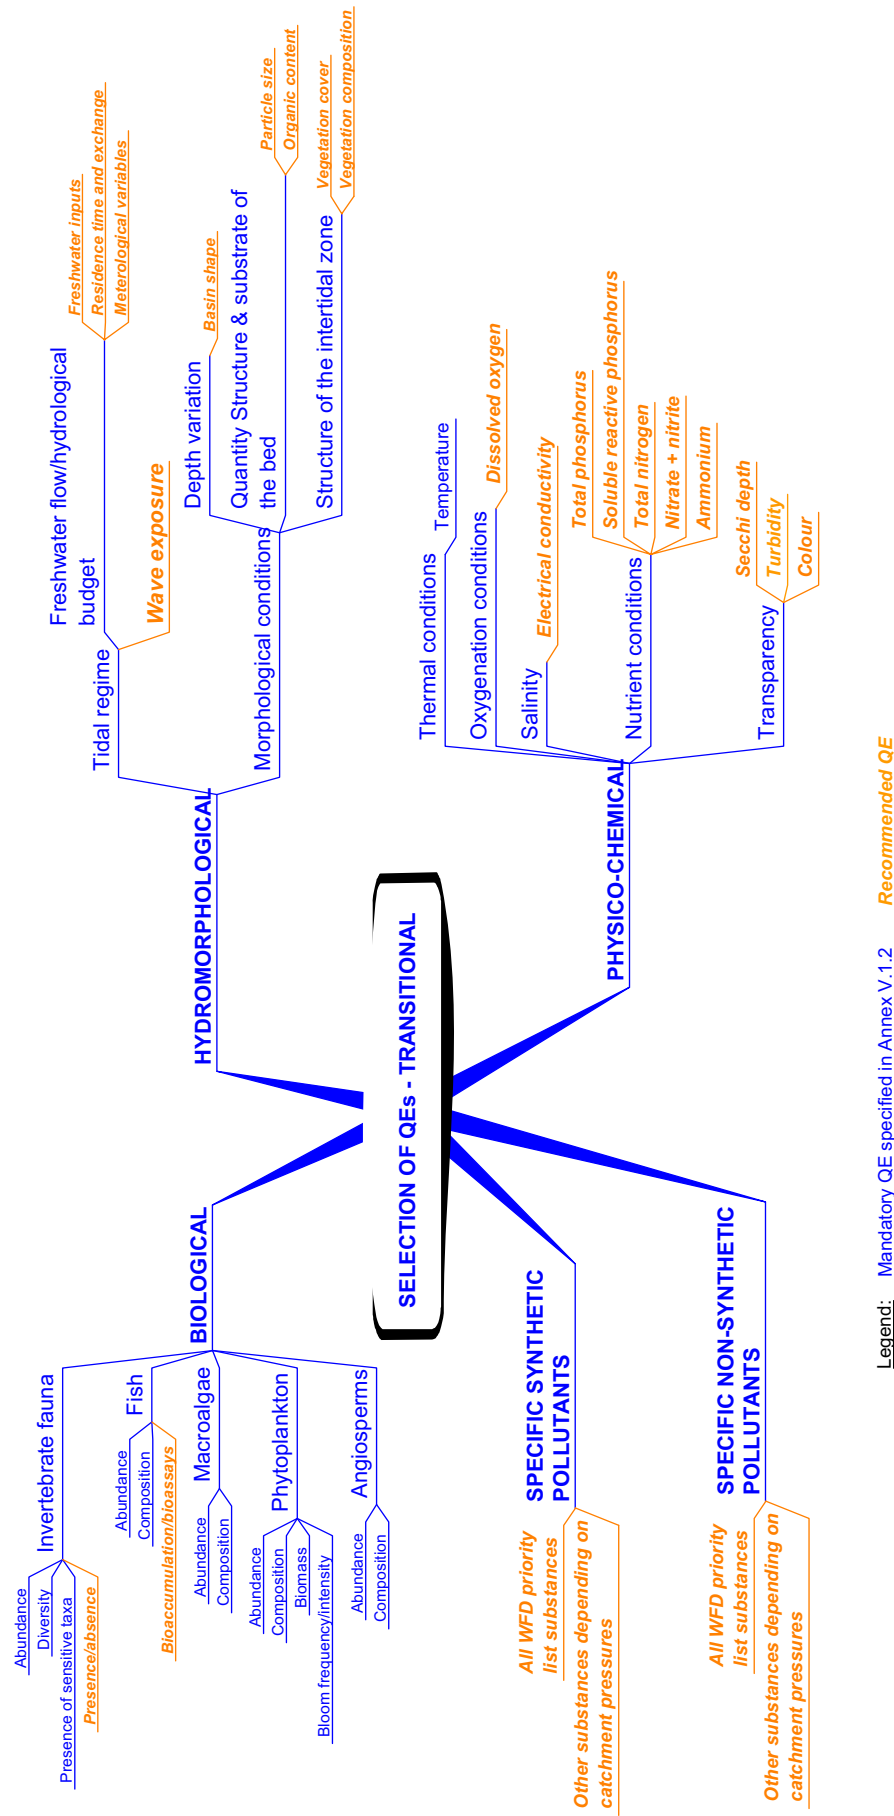 Abundance
Diversity
Presence of sensitive taxa
Presence/absence
Invertebrate fauna
Abundance
Composition
Bioaccumulation/bioassays
Fish
Abundance
Composition
Macroalgae
Abundance
Composition
Biomass
Bloom frequency/intensity
Phytoplankton
Abundance
Composition
Angiosperms
BIOLOGICAL
HYDROMORPHOLOGICAL
Tidal regime
Freshwater flow/hydrological
budget
Freshwater inputs
Residence time and exchange
Meterological variables
Wave exposure
Morphological conditions
Depth variation
Basin shape
Quantity Structure & substrate of
the bed
Particle size
Organic content
Structure of the intertidal zone
Vegetation cover
Vegetation composition
SELECTION OF QEs - TRANSITIONAL
All WFD priority
list substances
Other substances depending on
catchment pressures
SPECIFIC SYNTHETIC
POLLUTANTS
All WFD priority
list substances
Other substances depending on
catchment pressures
SPECIFIC NON-SYNTHETIC
POLLUTANTS
PHYSICO-CHEMICAL
Thermal conditions
Temperature
Oxygenation conditions
Dissolved oxygen
Salinity
Electrical conductivity
Nutrient conditions
Total phosphorus
Soluble reactive phosphorus
Total nitrogen
Nitrate + nitrite
Ammonium
Transparency
Secchi depth
Turbidity
Colour
Legend: Mandatory QE specified in Annex V.1.2 Recommended QE